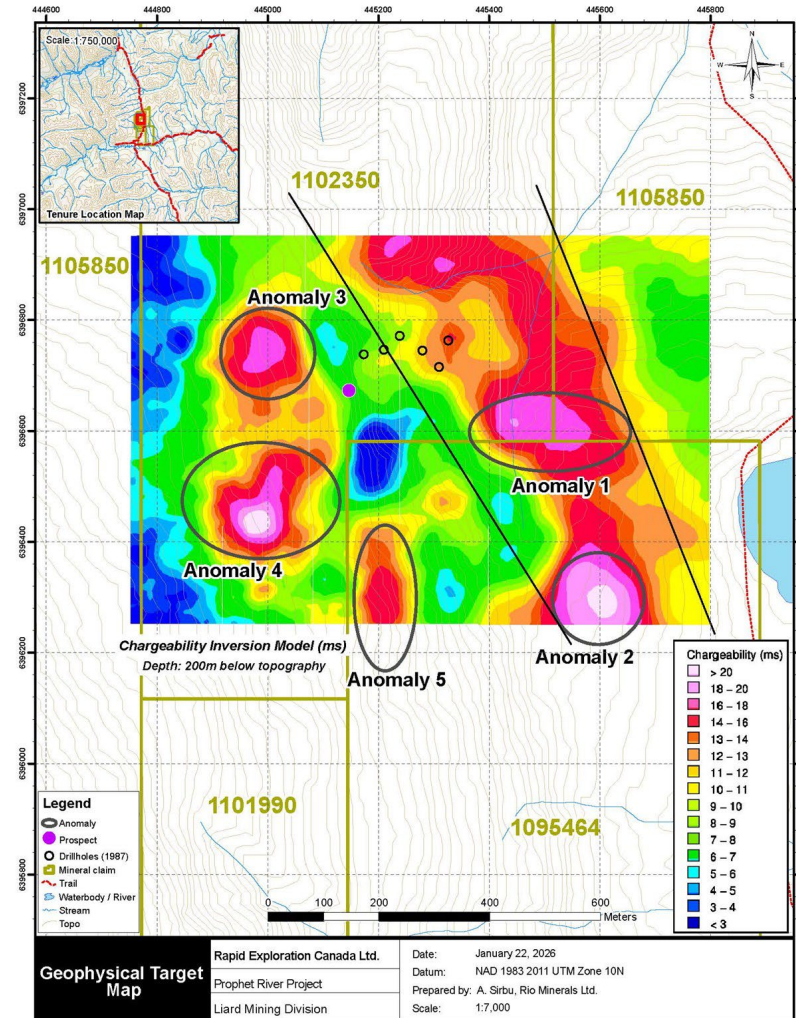 444600 444800 445000 445200 445400 445600 445800
Scale: 1:750,000
Tenure Location Map
N
W E
S
6397200
6397000
6396800
6396600
6396400
6396200
6396000
6395800
1102350
1105850
1105850
Anomaly 3
Anomaly 1
Anomaly 4
Anomaly 2
Anomaly 5
Chargeability Inversion Model (ms)
Depth: 200m below topography
1101990
1095464
Chargeability (ms)
> 20
18 – 20
16 – 18
14 – 16
13 – 14
12 – 13
11 – 12
10 – 11
9 – 10
8 – 9
7 – 8
6 – 7
5 – 6
4 – 5
3 – 4
< 3
Legend
Anomaly
Prospect
Drillholes (1987)
Mineral claim
Trail
Waterbody / River
Stream
Topo
0 100 200 400 600
Meters
Geophysical Target
Map
Rapid Exploration Canada Ltd.
Prophet River Project
Liard Mining Division
Date: January 22, 2026
Datum: NAD 1983 2011 UTM Zone 10N
Prepared by: A. Sirbu, Rio Minerals Ltd.
Scale: 1:7,000